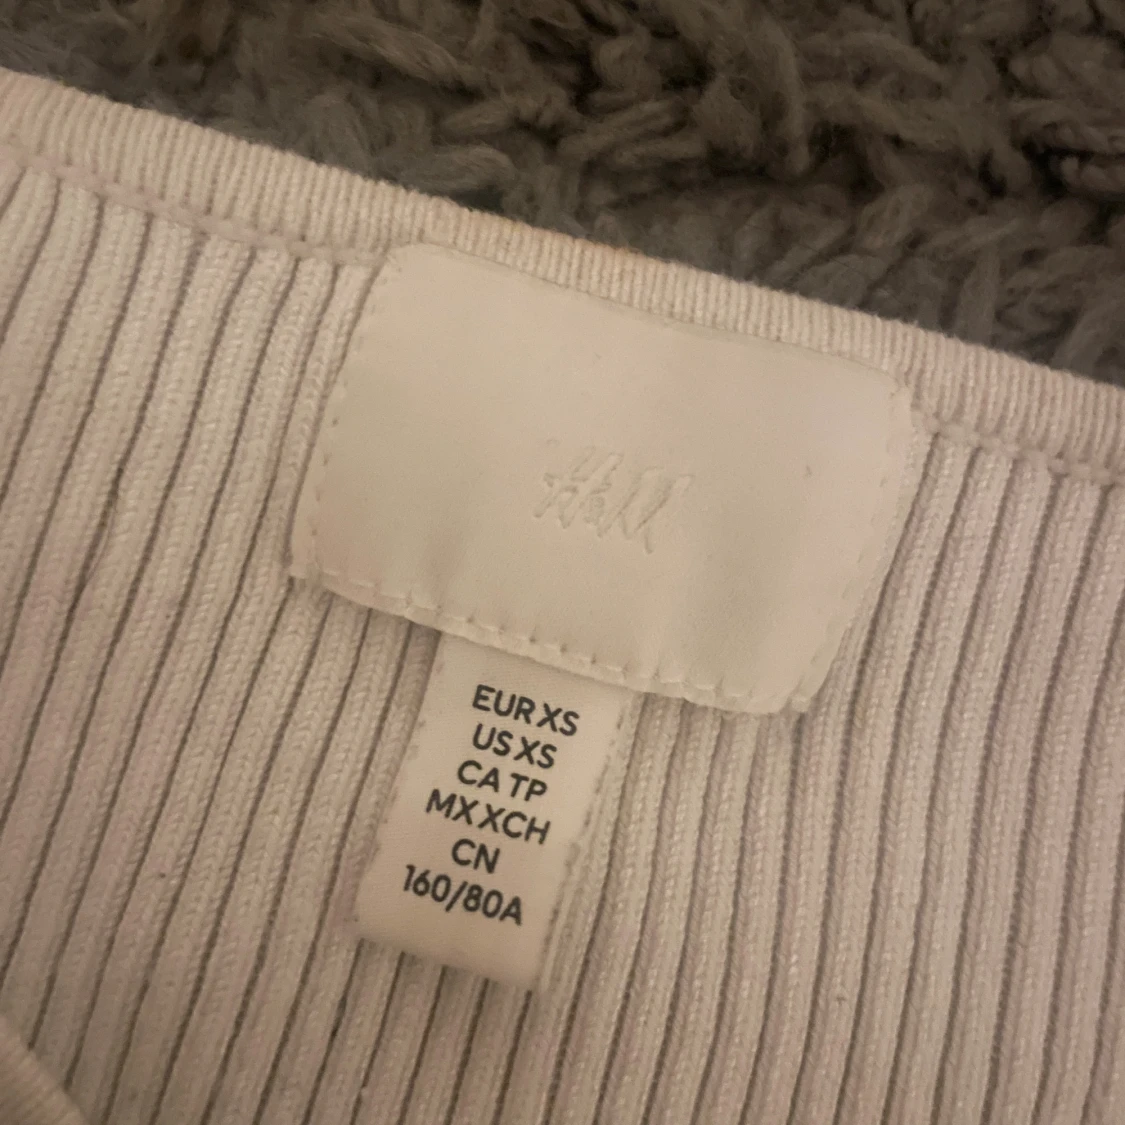 H&M
EUR XS
US XS
CA TP
MX XCH
CN
160/80A